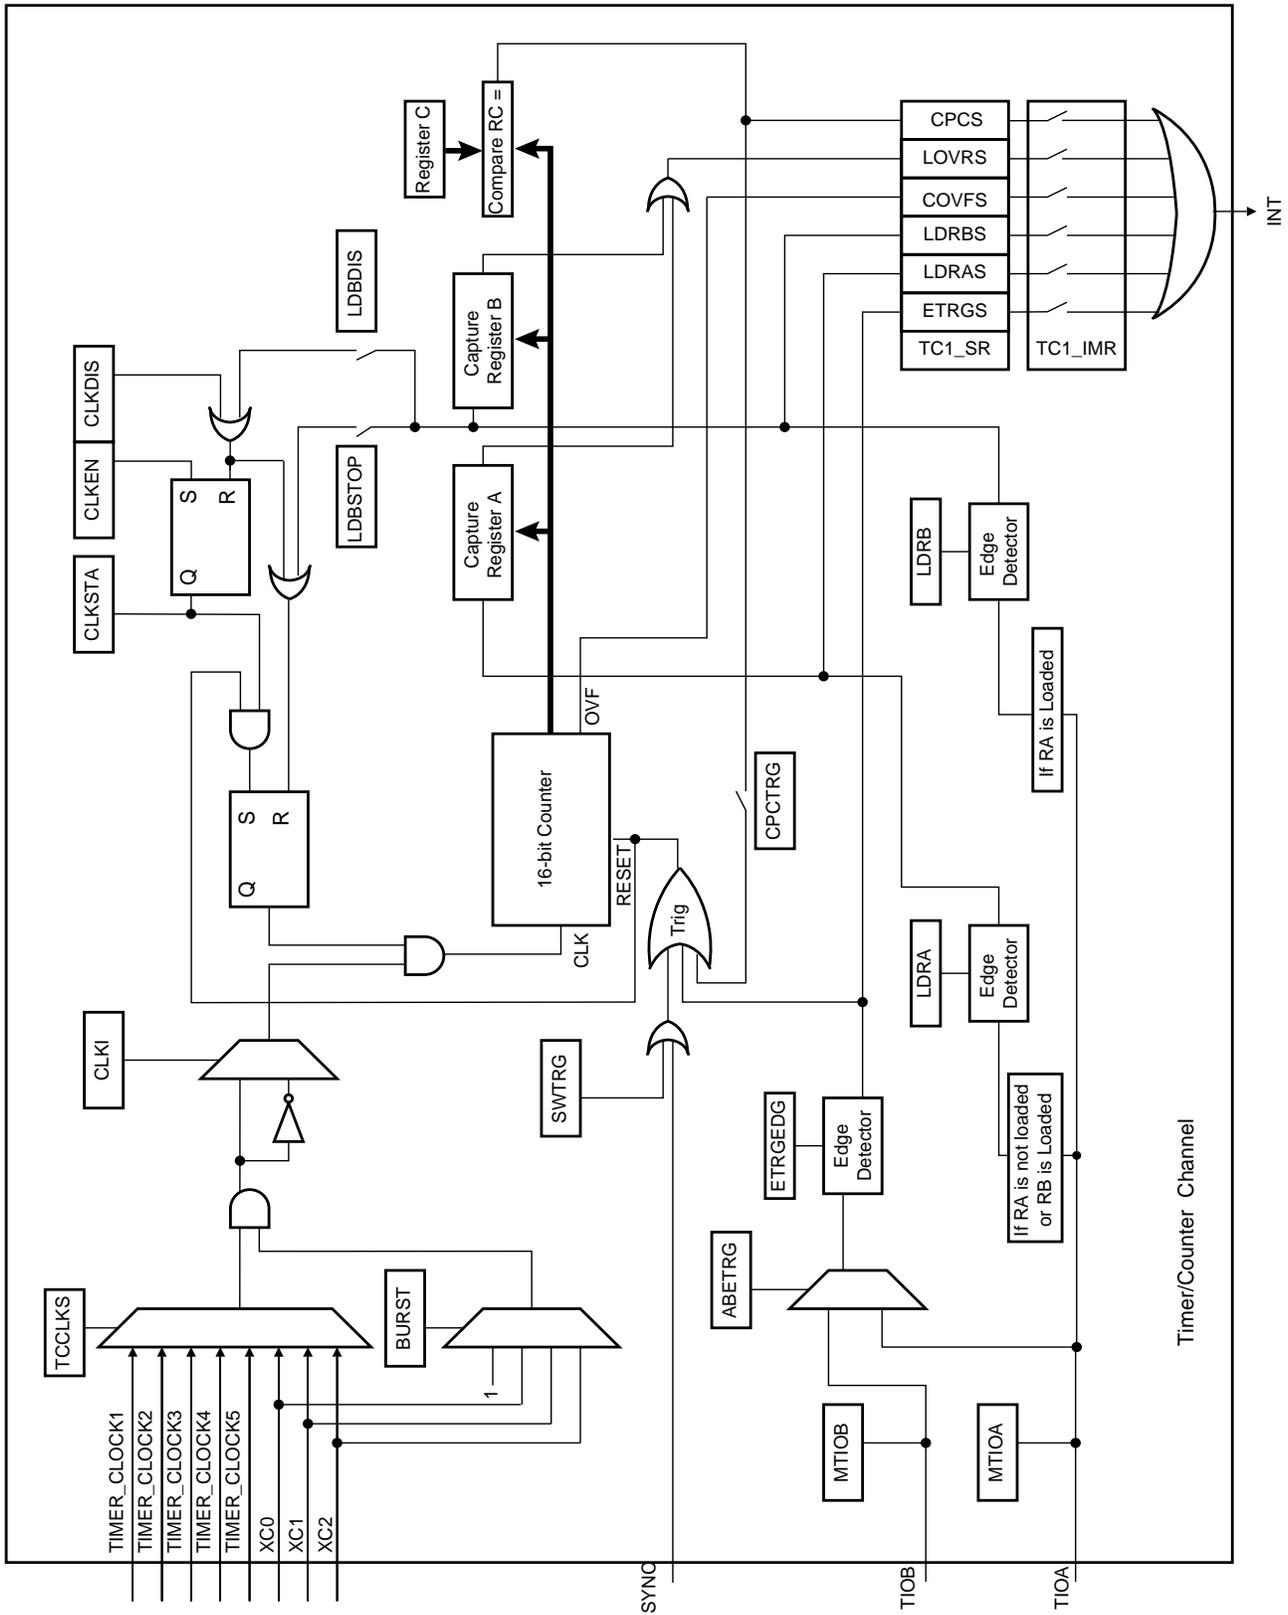 TCCLKS
TIMER_CLOCK1
TIMER_CLOCK2
TIMER_CLOCK3
TIMER_CLOCK4
TIMER_CLOCK5
XC0
XC1
XC2
CLKI
BURST
1
CLKSTA
CLKEN
CLKDIS
Q
S
R
Q
S
R
LDBSTOP
LDBDIS
Register C
Capture
Register A
Capture
Register B
Compare RC =
16-bit Counter
CLK
OVF
RESET
SWTRG
Trig
CPCTRG
SYNC
ABETRG
ETRGEDG
Edge
Detector
MTIOB
TIOB
MTIOA
TIOA
LDRA
Edge
Detector
If RA is not loaded
or RB is Loaded
LDRB
Edge
Detector
If RA is Loaded
CPCS
LOVRS
COVFS
LDRBS
LDRAS
ETRGS
TC1_SR
TC1_IMR
INT
Timer/Counter Channel